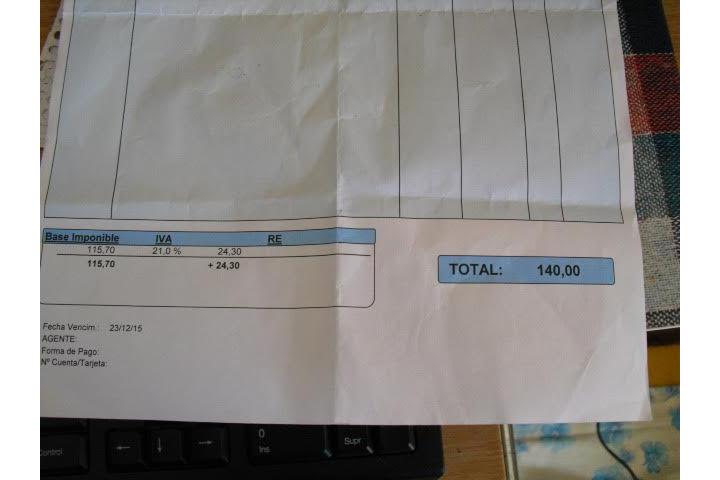 Base Imponible IVA RE
115,70 21,0 % 24,30
115,70 + 24,30
TOTAL: 140,00
Fecha Vencim.: 23/12/15
AGENTE:
Forma de Pago:
Nº Cuenta/Tarjeta:
Control
←
↓
→
0
Ins
Supr